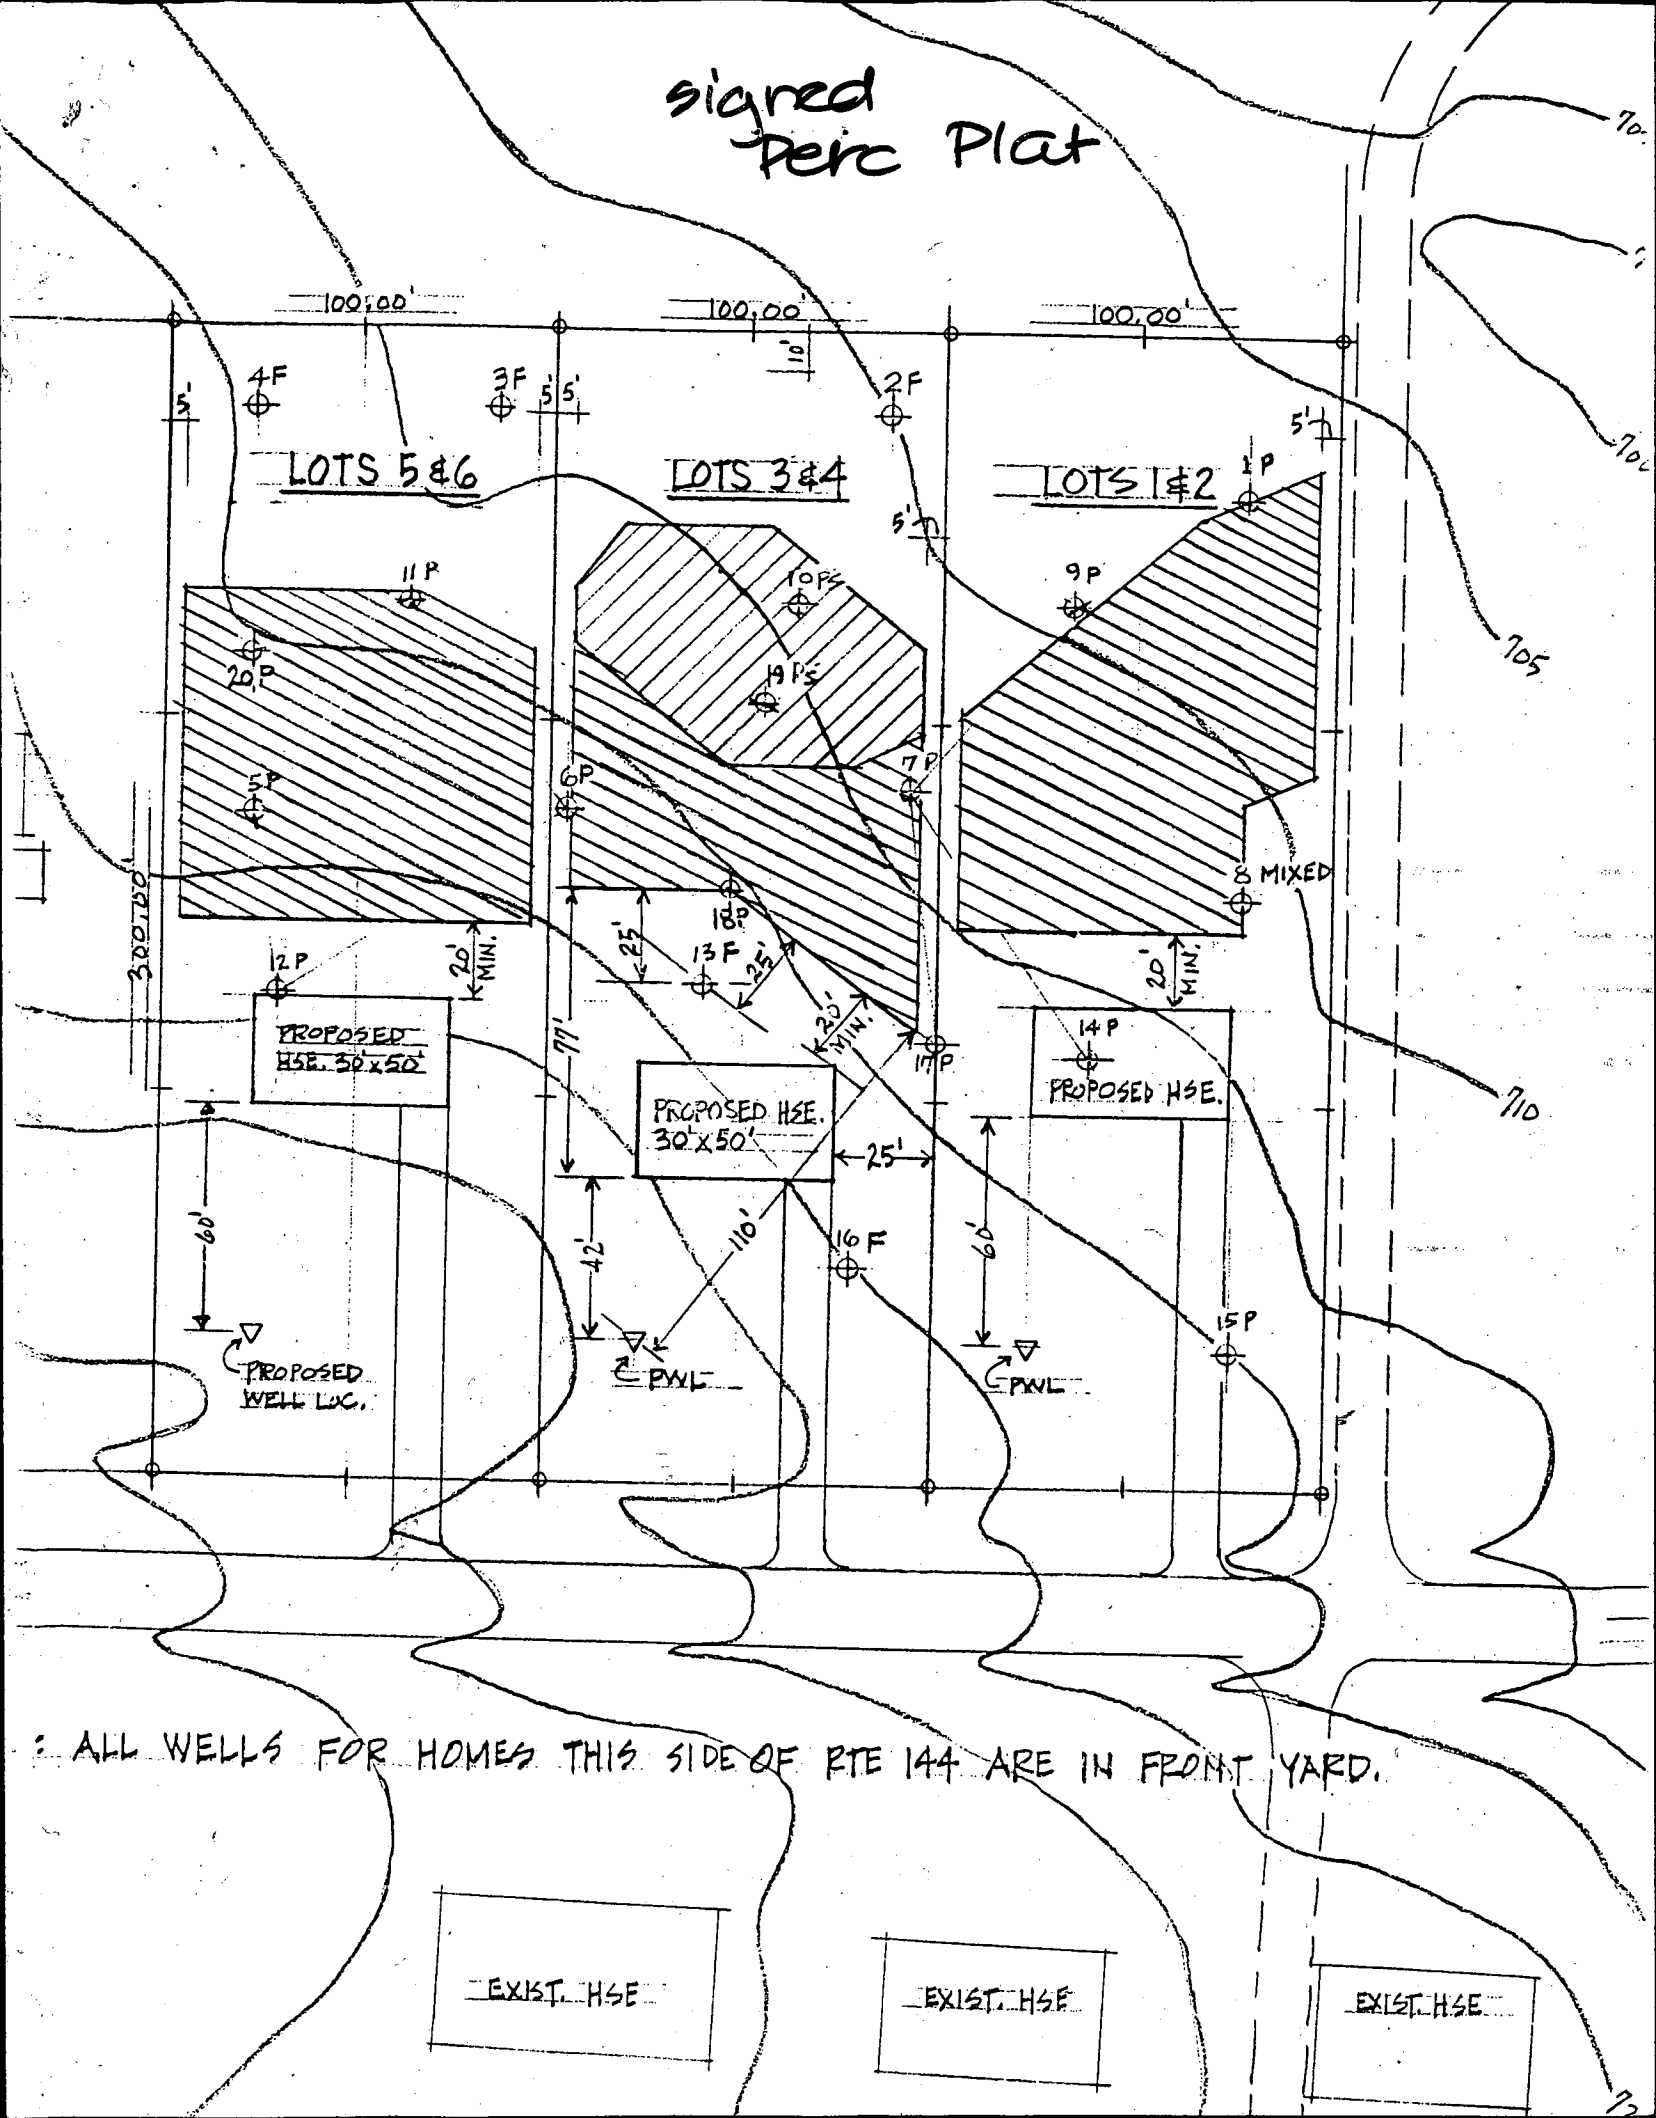 signed
Perc Plat
70
100.00'
100.00'
100.00'
10'
4F
3F
5'
5'
5'
2F
5'
5'
1P
LOTS 5 & 6
LOTS 3 & 4
LOTS 1 & 2
70
11P
10PS
9P
20P
19PS
705
5P
6P
7P
8 MIXED
300.00'
18P
12P
20'
MIN.
25'
13F
25'
20'
MIN.
20'
MIN.
PROPOSED
HSE. 30'x50'
77'
17P
14P
PROPOSED HSE.
PROPOSED HSE.
30'x50'
25'
710
60'
42'
110'
16F
60'
15P
PROPOSED
WELL LOC.
PWL
PWL
: ALL WELLS FOR HOMES THIS SIDE OF RTE 144 ARE IN FRONT YARD.
EXIST. HSE
EXIST. HSE
EXIST. HSE